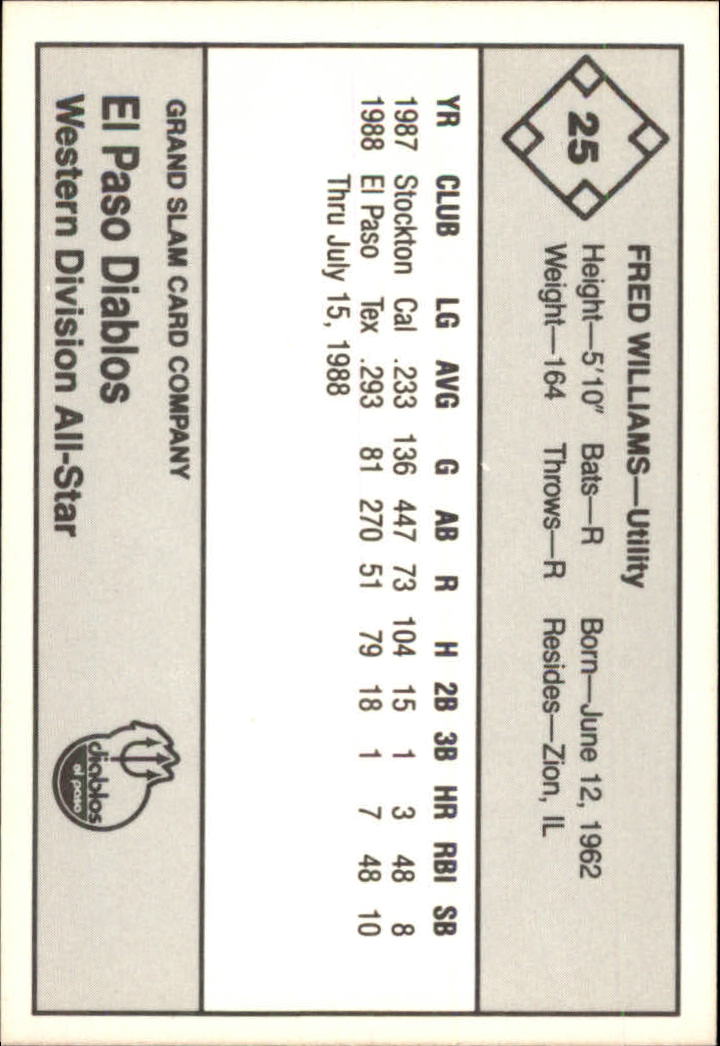 25
FRED WILLIAMS—Utility
Height—5'10" Bats—R Born—June 12, 1962
Weight—164 Throws—R Resides—Zion, IL
YR CLUB LG AVG G AB R H 2B 3B HR RBI SB
1987 Stockton Cal .233 136 447 73 104 15 1 3 48 8
1988 El Paso Tex .293 81 270 51 79 18 1 7 48 10
Thru July 15, 1988
GRAND SLAM CARD COMPANY
El Paso Diablos
Western Division All-Star
diablos
el paso